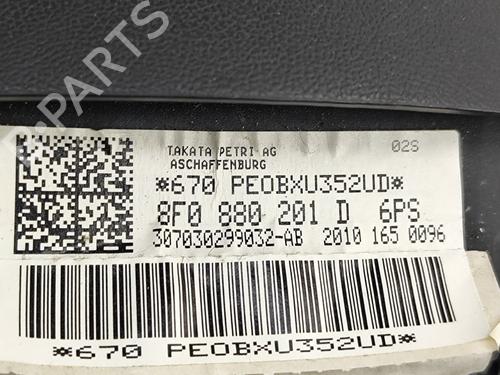 TAKATA PETRI AG 02S
ASCHAFFENBURG
*670 PEOBXU352UD*
8F0 880 201 D 6PS
307030299032-AB 2010 165 0096
*670 PEOBXU352UD*
B-Parts